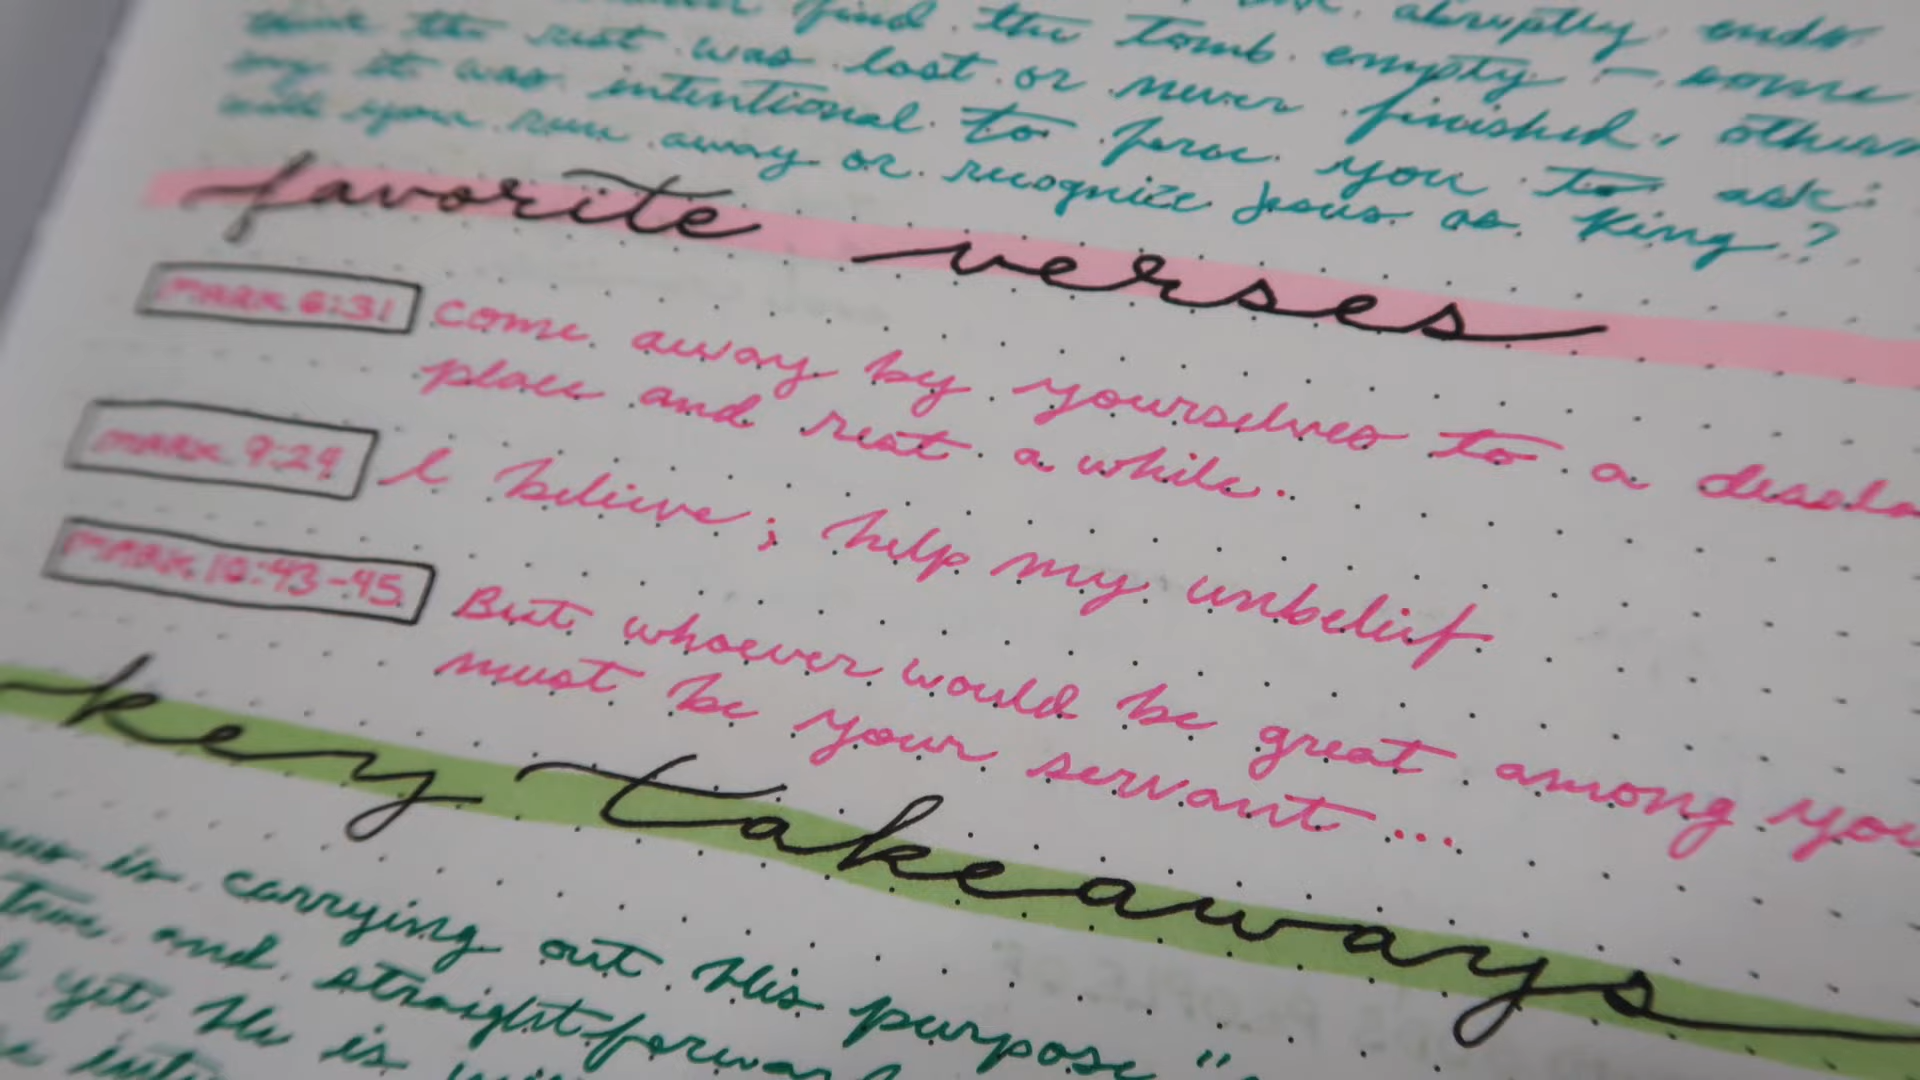 abruptly ends
find the tomb empty – some
the rest was lost or never finished, others
say it was intentional to force you to ask:
will you run away or recognize Jesus as King?
favorite verses
MARK 6:31 Come away by yourselves to a desola
place and rest a while.
MARK 9:24 I believe; help my unbelief
MARK 10:43-45 But whoever would be great among you
must be your servant...
key takeaways
is carrying out His purpose "
and straightforward
yet He is